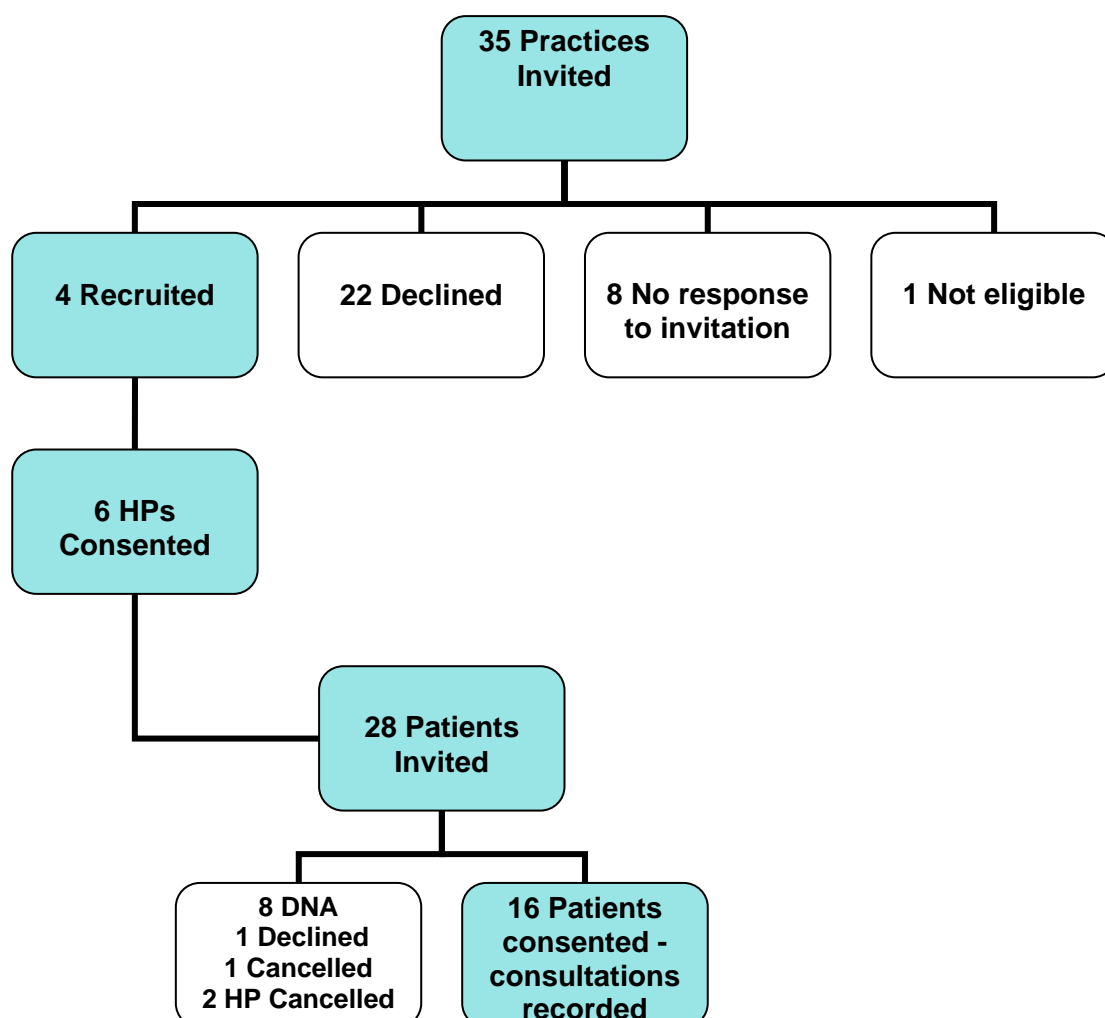 35 Practices
Invited
4 Recruited
22 Declined
8 No response
to invitation
1 Not eligible
6 HPs
Consented
28 Patients
Invited
8 DNA
1 Declined
1 Cancelled
2 HP Cancelled
16 Patients
consented -
consultations
recorded